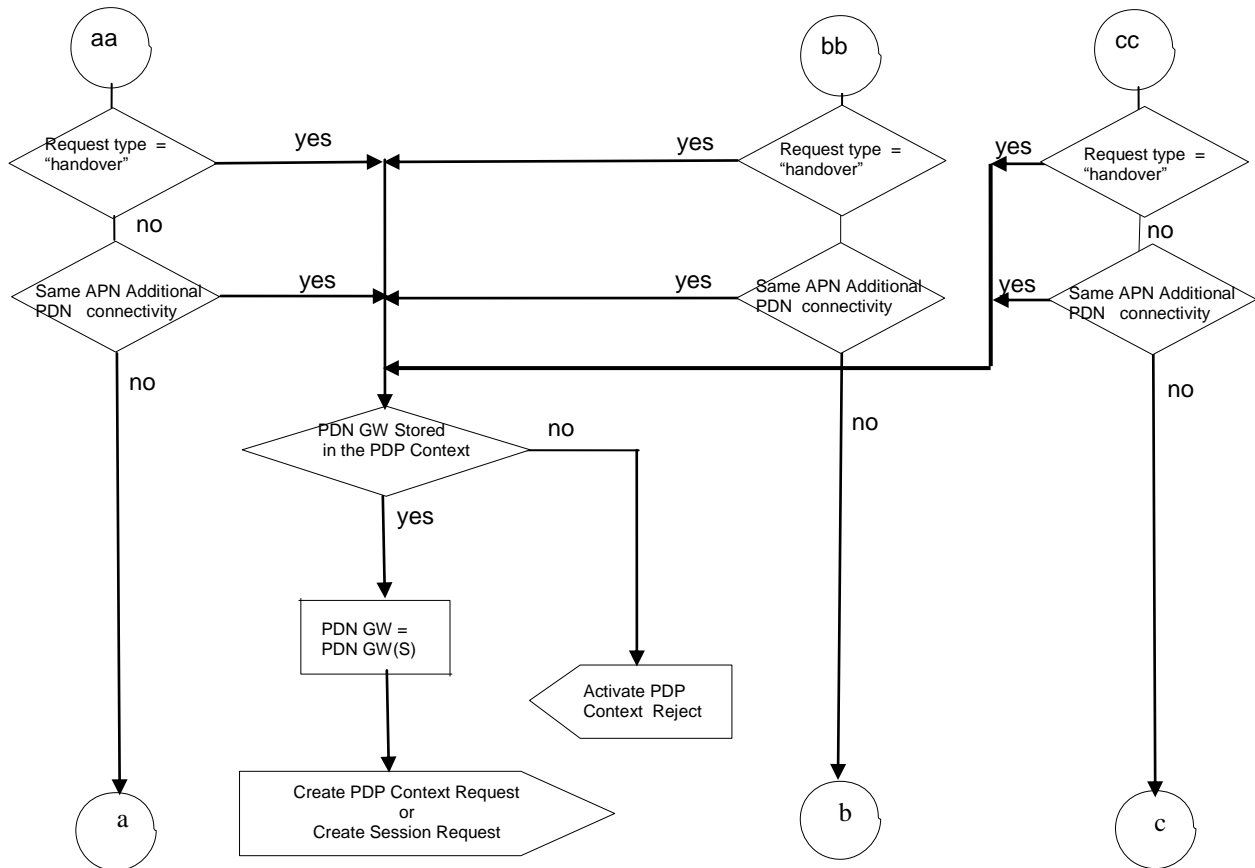 aa
bb
cc
Request type =
“handover”
yes
yes
Request type =
“handover”
yes
Request type =
“handover”
no
no
Same APN Additional
PDN connectivity
yes
yes
Same APN Additional
PDN connectivity
yes
Same APN Additional
PDN connectivity
no
no
no
PDN GW Stored
in the PDP Context
no
yes
PDN GW =
PDN GW(S)
Activate PDP
Context Reject
Create PDP Context Request
or
Create Session Request
a
b
c